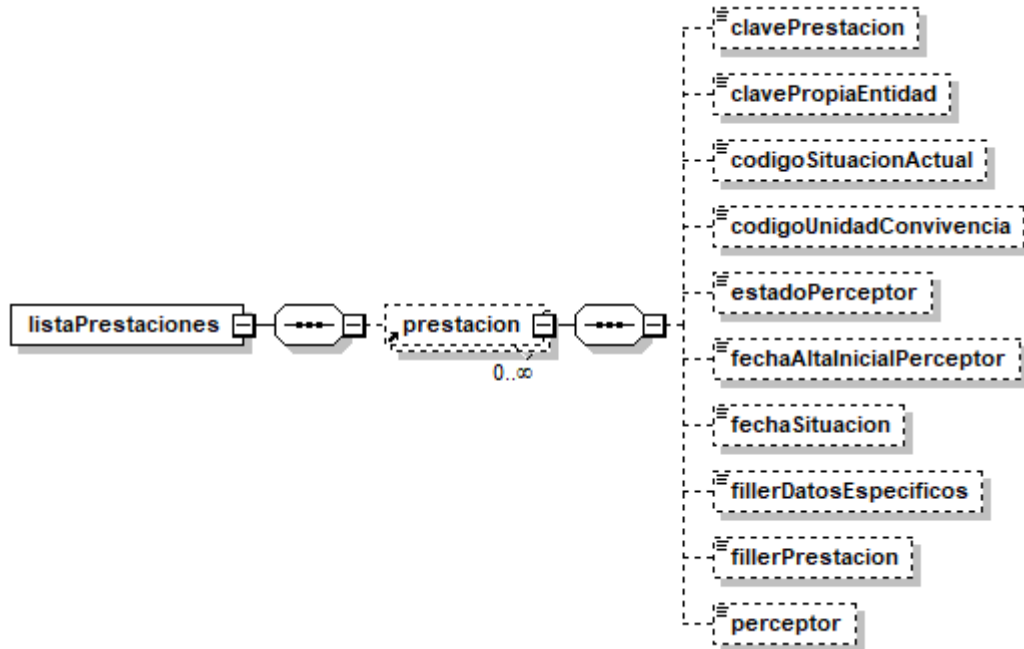 clavePrestacion
clavePropiaEntidad
codigoSituacionActual
codigoUnidadConvivencia
estadoPerceptor
listaPrestaciones
prestacion
0..∞
fechaAltaInicialPerceptor
fechaSituacion
fillerDatosEspecificos
fillerPrestacion
perceptor